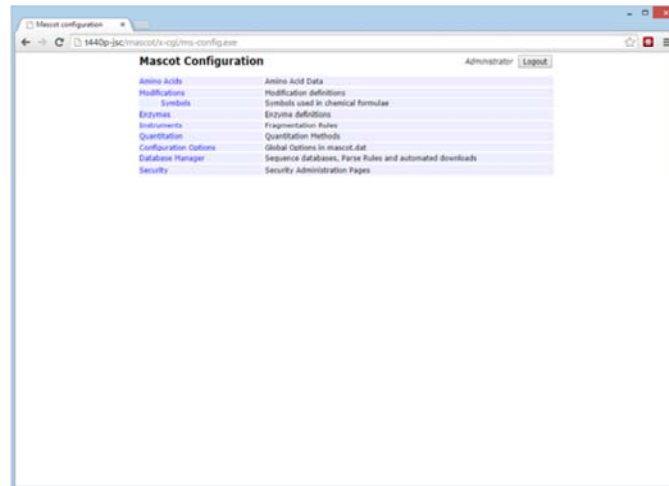 Mascot configuration
t440p-jsc/mascot/x-cgi/ms-config.exe
Mascot Configuration Administrator Logout
Amino Acids Amino Acid Data
Modifications Modification definitions
Symbols Symbols used in chemical formulae
Enzymes Enzyme definitions
Instruments Fragmentation Rules
Quantitation Quantitation Methods
Configuration Options Global Options in mascot.dat
Database Manager Sequence databases, Parse Rules and automated downloads
Security Security Administration Pages